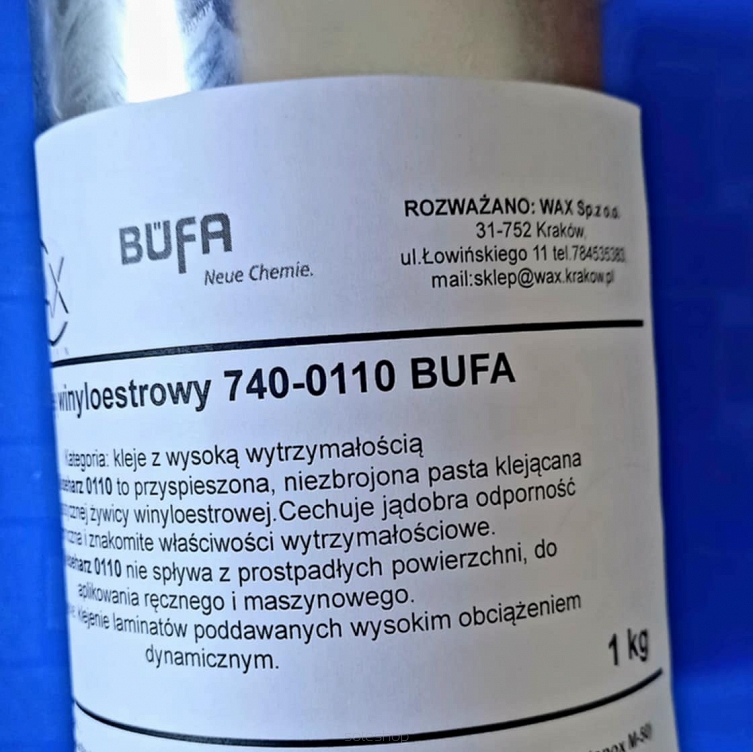 BÜFA
Neue Chemie.
ROZWAŻANO: WAX Sp.z o.o.
31-752 Kraków,
ul.Łowińskiego 11 tel.784535383,
mail:sklep@wax.krakow.pl
winyloestrowy 740-0110 BUFA
Kategoria: kleje z wysoką wytrzymałością
0110 to przyspieszona, niezbrojona pasta klejącana
żywicy winyloestrowej.Cechuje jądobra odporność
i znakomite właściwości wytrzymałościowe.
0110 nie spływa z prostpadłych powierzchni, do
aplikowania ręcznego i maszynowego.
klejenie laminatów poddawanych wysokim obciążeniem
dynamicznym.
1 kg
M-50)